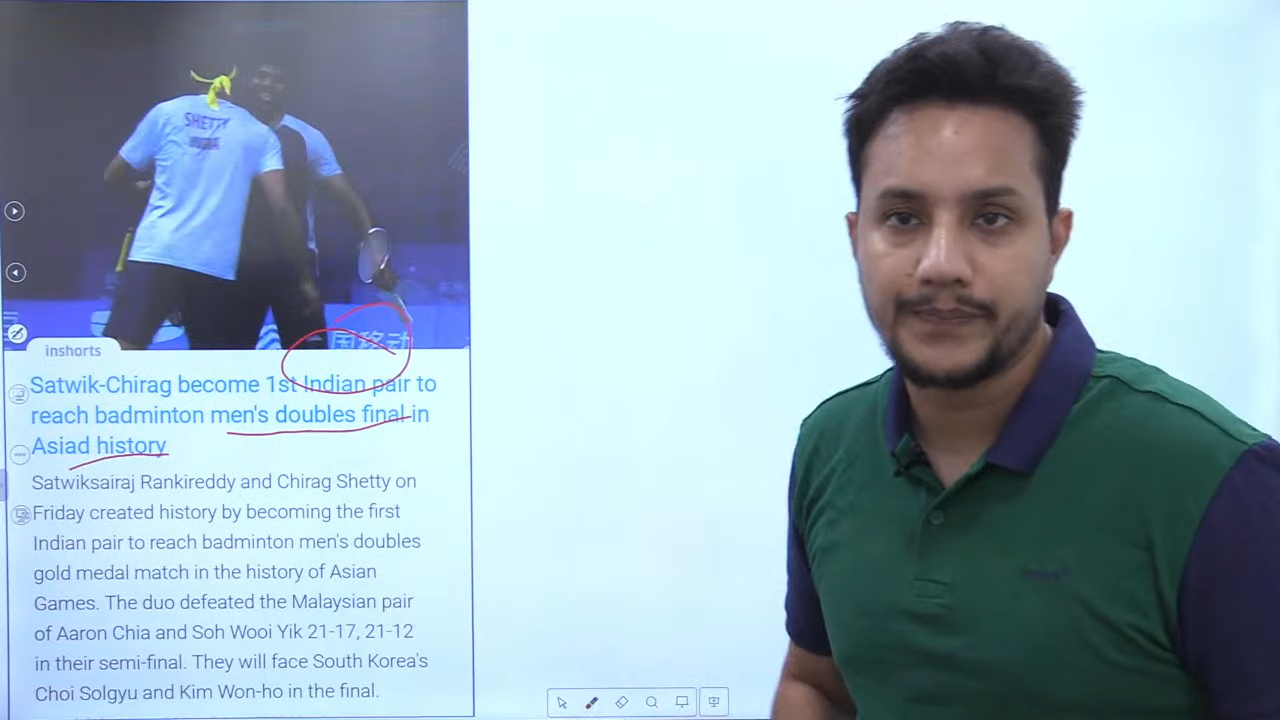 SHETTY
INDIA
国移动
inshorts
Satwik-Chirag become 1st Indian pair to
reach badminton men's doubles final in
Asiad history
Satwiksairaj Rankireddy and Chirag Shetty on
Friday created history by becoming the first
Indian pair to reach badminton men's doubles
gold medal match in the history of Asian
Games. The duo defeated the Malaysian pair
of Aaron Chia and Soh Wooi Yik 21-17, 21-12
in their semi-final. They will face South Korea's
Choi Solgyu and Kim Won-ho in the final.